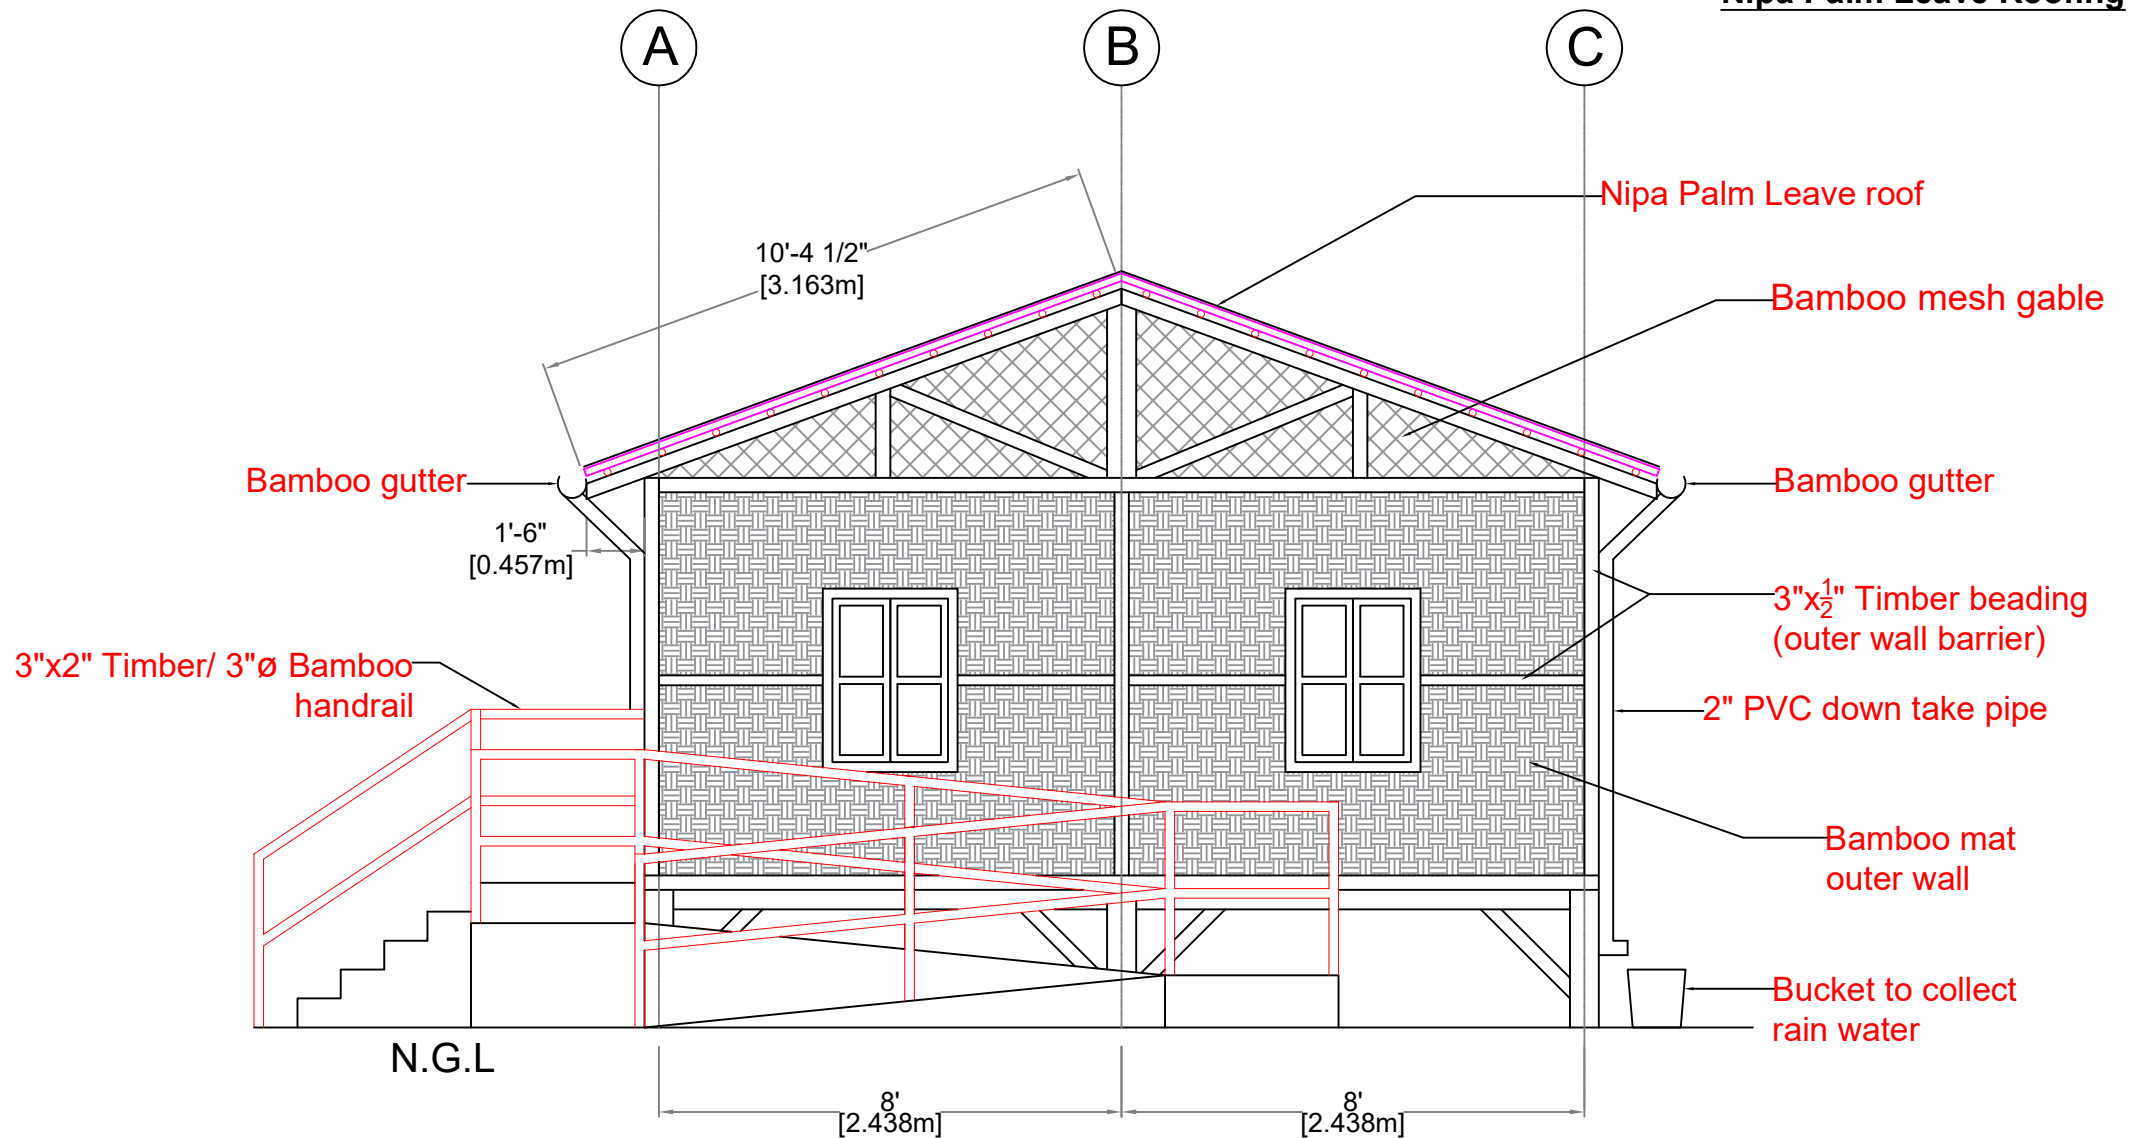 Nipa Palm Leave Roofing
A
B
C
Nipa Palm Leave roof
10'-4 1/2"
[3.163m]
Bamboo mesh gable
Bamboo gutter
Bamboo gutter
1'-6"
[0.457m]
3"x1/2" Timber beading
(outer wall barrier)
3"x2" Timber/ 3"ø Bamboo
handrail
2" PVC down take pipe
Bamboo mat
outer wall
Bucket to collect
rain water
N.G.L
8'
[2.438m]
8'
[2.438m]